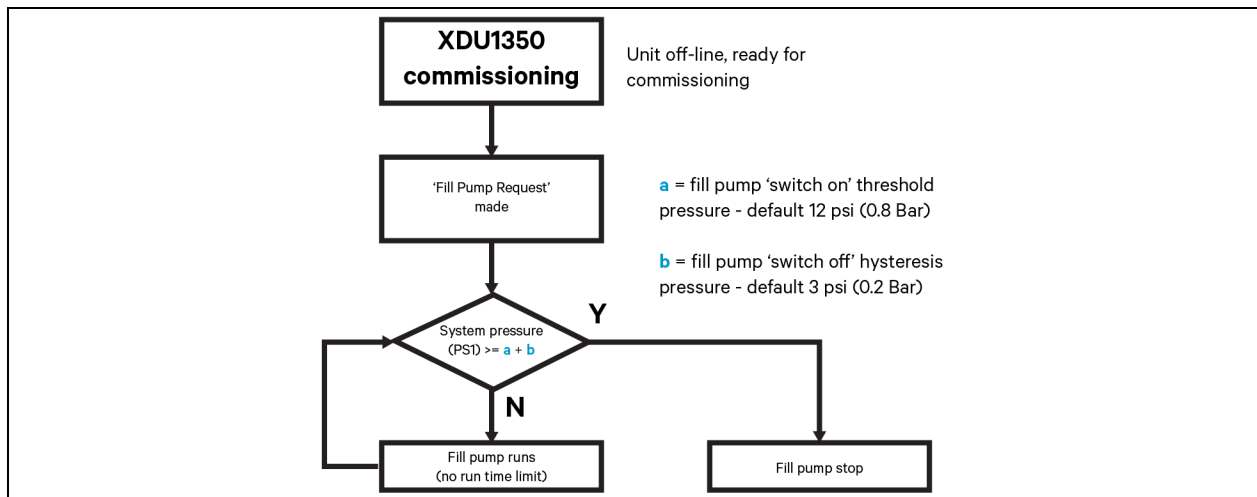 XDU1350
commissioning
Unit off-line, ready for
commissioning
‘Fill Pump Request’
made
a = fill pump ‘switch on’ threshold
pressure - default 12 psi (0.8 Bar)
b = fill pump ‘switch off’ hysteresis
pressure - default 3 psi (0.2 Bar)
System pressure
(PS1) >= a + b
Y
N
Fill pump runs
(no run time limit)
Fill pump stop